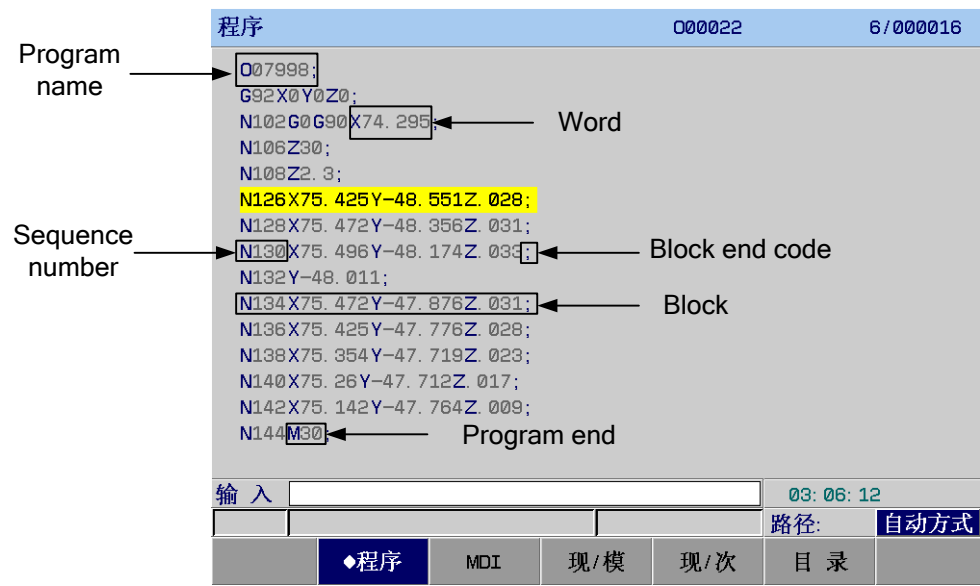 程序 O00022 6/000016
Program name
O07998;
G92X0Y0Z0;
N102G0G90X74.295; Word
N106Z30;
N108Z2.3;
N126X75.425Y-48.551Z.028;
N128X75.472Y-48.356Z.031;
Sequence number
N130X75.496Y-48.174Z.033; Block end code
N132Y-48.011;
N134X75.472Y-47.876Z.031; Block
N136X75.425Y-47.776Z.028;
N138X75.354Y-47.719Z.023;
N140X75.26Y-47.712Z.017;
N142X75.142Y-47.764Z.009;
N144M30; Program end
输 入 03:06:12
路径: 自动方式
◆程序 MDI 现/模 现/次 目 录